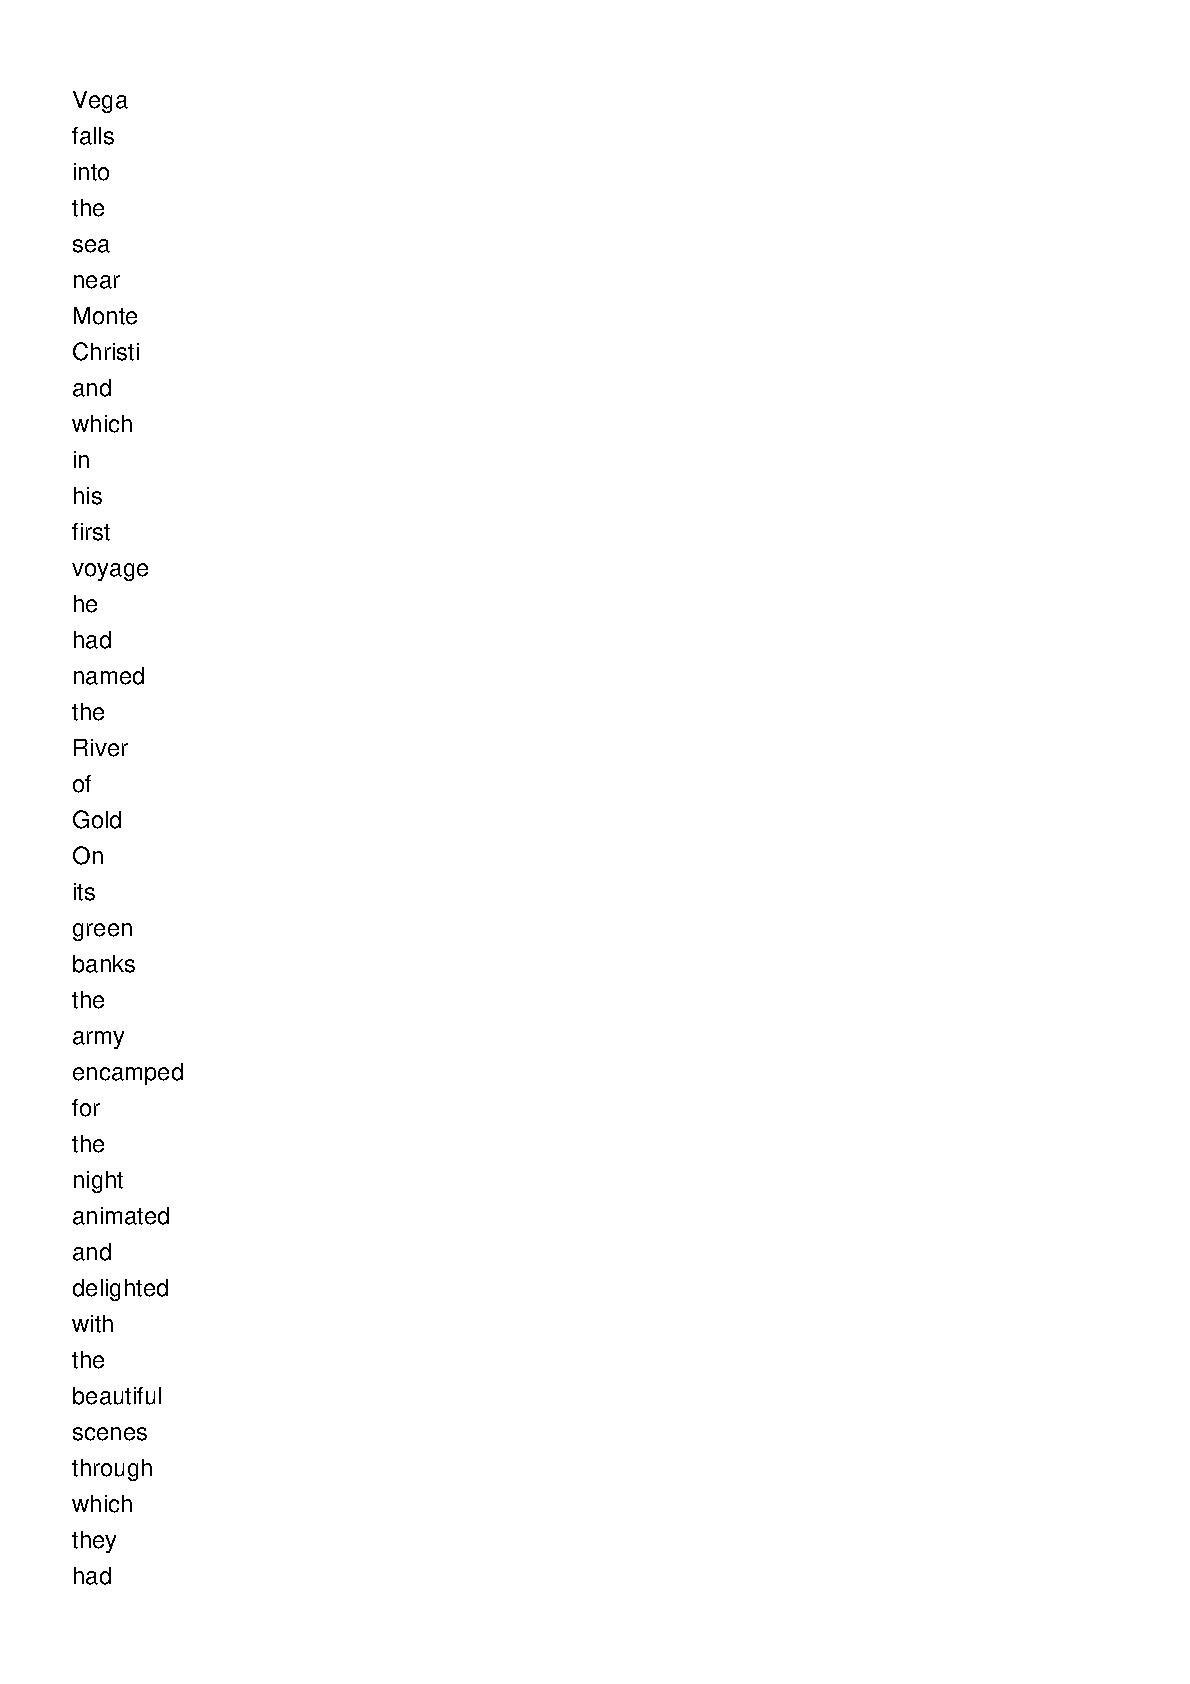 Vega
falls
into
the
sea
near
Monte
Christi
and
which
in
his
first
voyage
he
had
named
the
River
of
Gold
On
its
green
banks
the
army
encamped
for
the
night
animated
and
delighted
with
the
beautiful
scenes
through
which
they
had